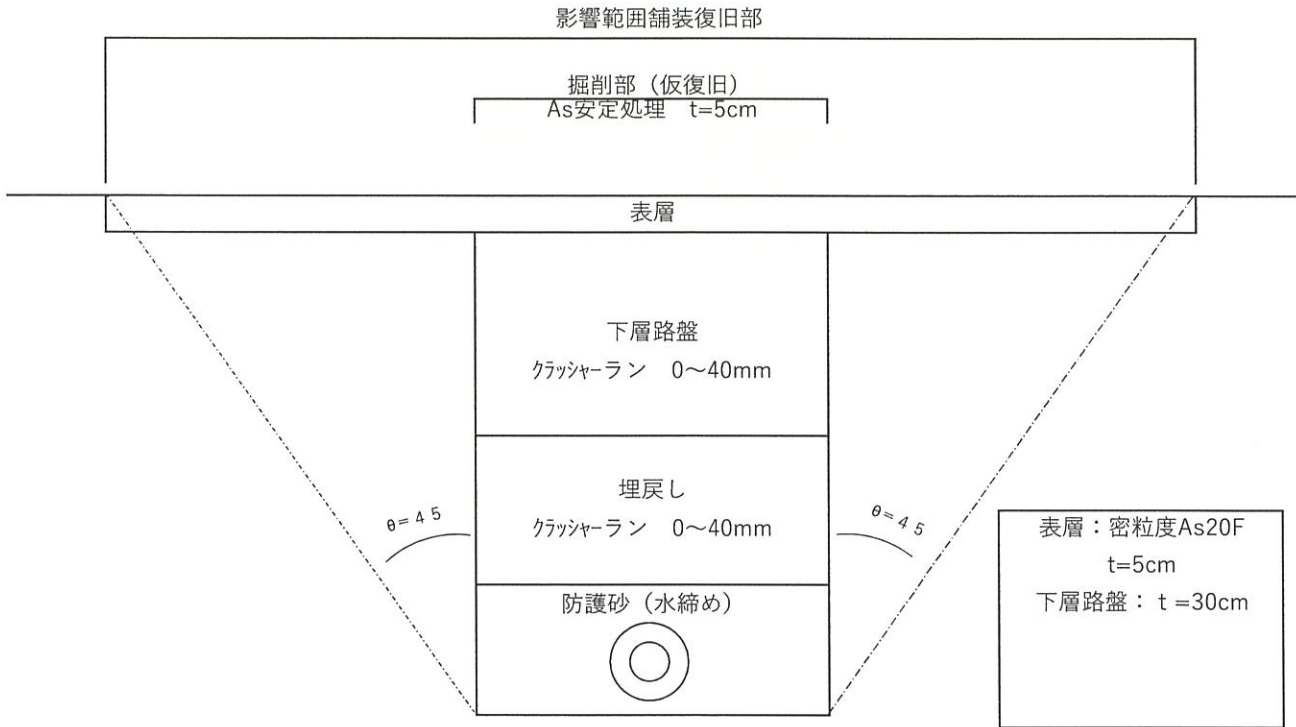 影響範囲舗装復旧部
掘削部（仮復旧）
As安定処理　t=5cm
表層
下層路盤
ｸﾗｯｼｬｰラン　0～40mm
埋戻し
ｸﾗｯｼｬｰラン　0～40mm
θ=４５
θ=４５
防護砂（水締め）
表層：密粒度As20F
t=5cm
下層路盤：ｔ=30cm